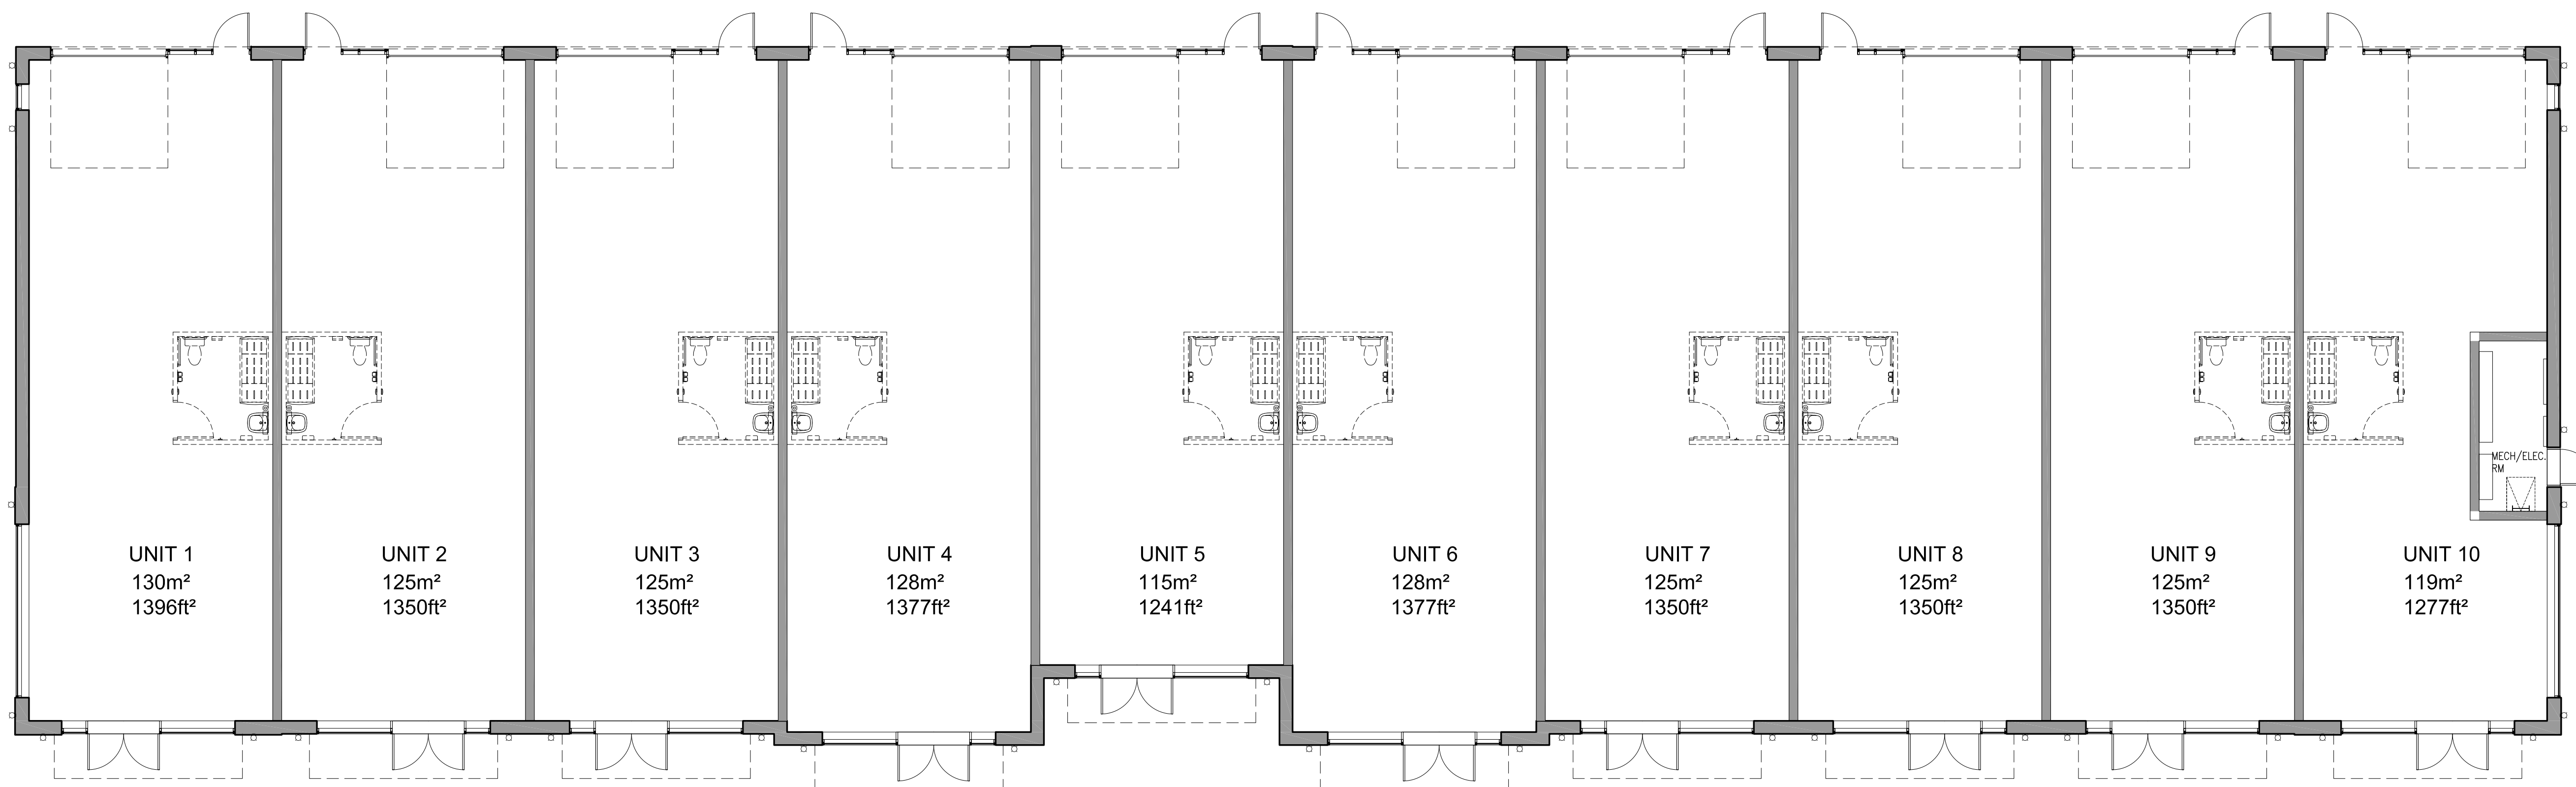 MECH/ELEC.
RM
UNIT 1
130m²
1396ft²
UNIT 2
125m²
1350ft²
UNIT 3
125m²
1350ft²
UNIT 4
128m²
1377ft²
UNIT 5
115m²
1241ft²
UNIT 6
128m²
1377ft²
UNIT 7
125m²
1350ft²
UNIT 8
125m²
1350ft²
UNIT 9
125m²
1350ft²
UNIT 10
119m²
1277ft²